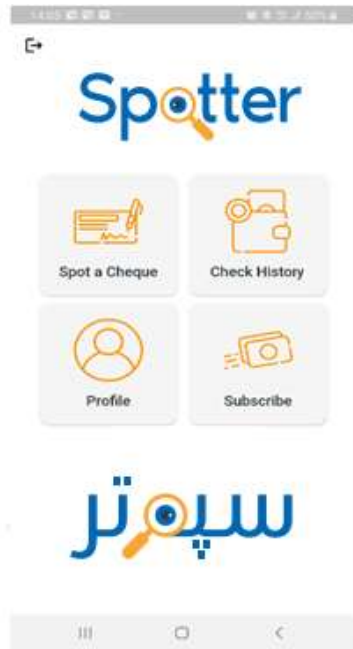 Spotter
Spot a Cheque
Check History
Profile
Subscribe
سپوتر